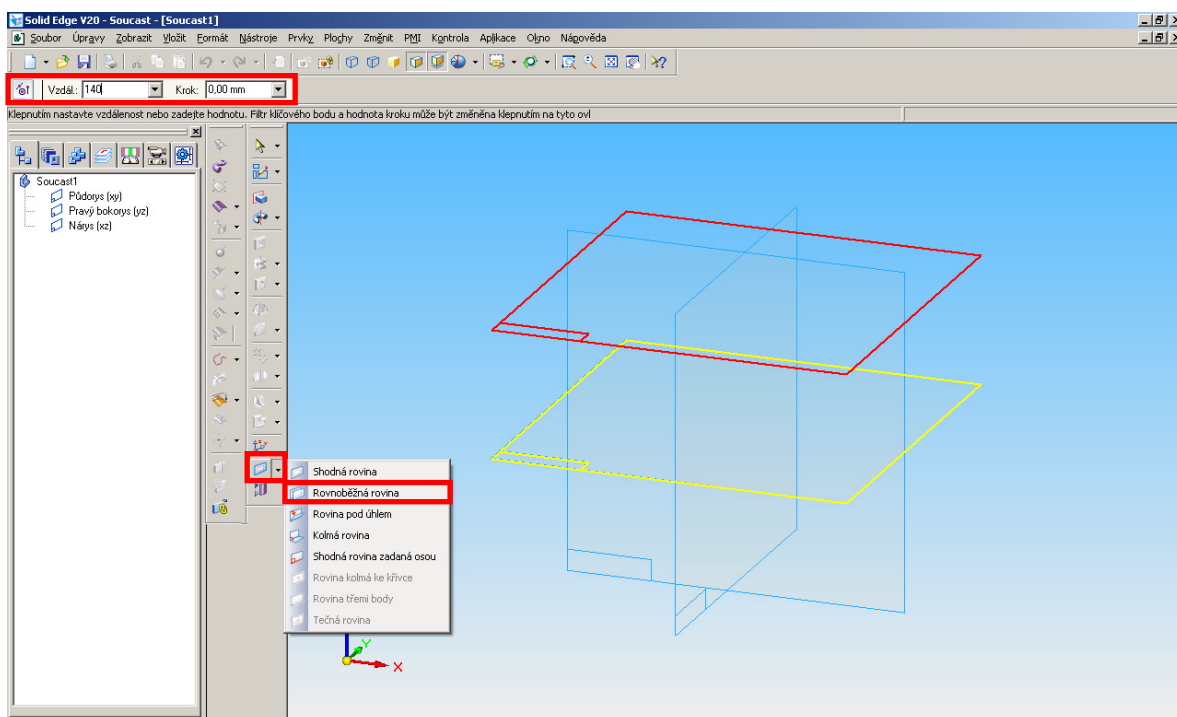 Solid Edge V20 - Soucast - [Soucast1]
Soubor Úpravy Zobrazit Vložit Eormát Nástroje Prvky Plochy Změnit PMI Kontrola Aplikace Okno Nápověda
Vzdál.: 140 Krok: 0,00 mm
Klepnutím nastavte vzdálenost nebo zadejte hodnotu. Filtr klíčového bodu a hodnota kroku může být změněna klepnutím na tyto ovl
Soucast1
Půdorys (xy)
Pravý bokorys (yz)
Nárys (xz)
Shodná rovina
Rovnoběžná rovina
Rovina pod úhlem
Kolmá rovina
Shodná rovina zadaná osou
Rovina kolmá ke křivce
Rovina třemi body
Tečná rovina
Y
X